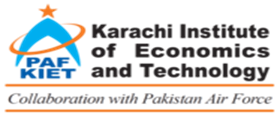 PAF
KIET
Karachi Institute
of Economics
and Technology
Collaboration with Pakistan Air Force